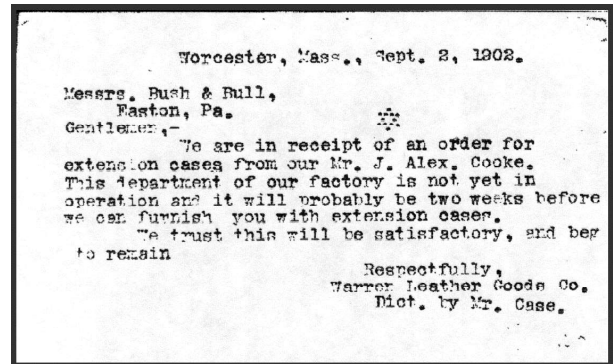 Worcester, Mass., Sept. 2, 1902.
Messrs. Bush & Bull,
Easton, Pa.
Gentlemen,-
We are in receipt of an order for
extension cases from our Mr. J. Alex. Cooke.
This department of our factory is not yet in
operation and it will probably be two weeks before
we can furnish you with extension cases.
We trust this will be satisfactory, and beg
to remain
Respectfully,
Warren Leather Goods Co.
Dict. by Mr. Case.